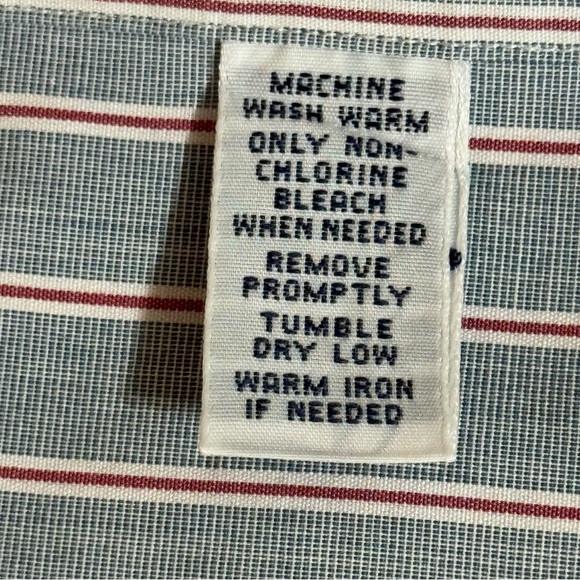 MACHINE
WASH WARM
ONLY NON-
CHLORINE
BLEACH
WHEN NEEDED
REMOVE
PROMPTLY
TUMBLE
DRY LOW
WARM IRON
IF NEEDED